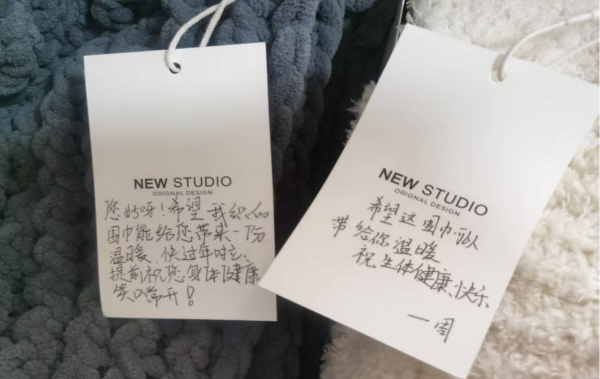 NEW STUDIO
ORIGNAL DESIGN
您好呀!希望我织的
围巾能给您带来一份
温暖、快过年啦、
提前祝您身体健康
笑口常开!
NEW STUDIO
ORIGNAL DESIGN
希望这围巾可以
带给你温暖
祝生体健康、快乐
一周